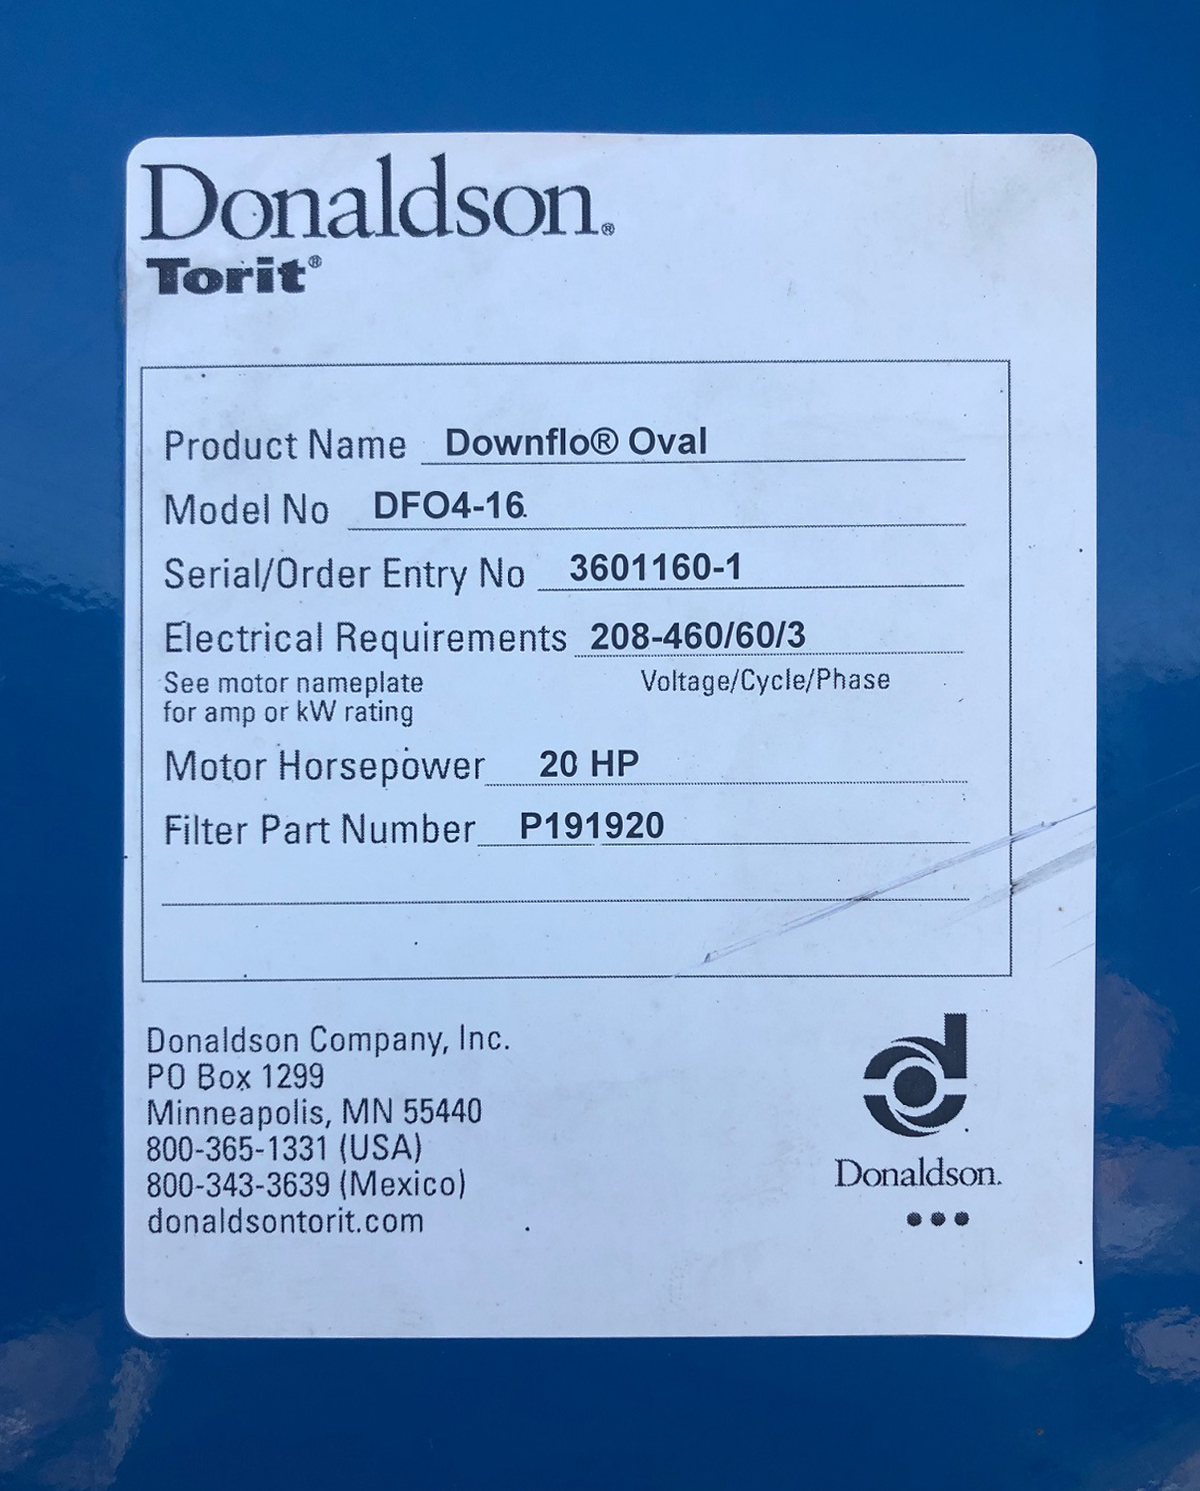 Donaldson®
Torit®
Product Name Downflo® Oval
Model No DFO4-16
Serial/Order Entry No 3601160-1
Electrical Requirements 208-460/60/3
See motor nameplate Voltage/Cycle/Phase
for amp or kW rating
Motor Horsepower 20 HP
Filter Part Number P191920
Donaldson Company, Inc.
PO Box 1299
Minneapolis, MN 55440
800-365-1331 (USA)
800-343-3639 (Mexico)
donaldsontorit.com
Donaldson.